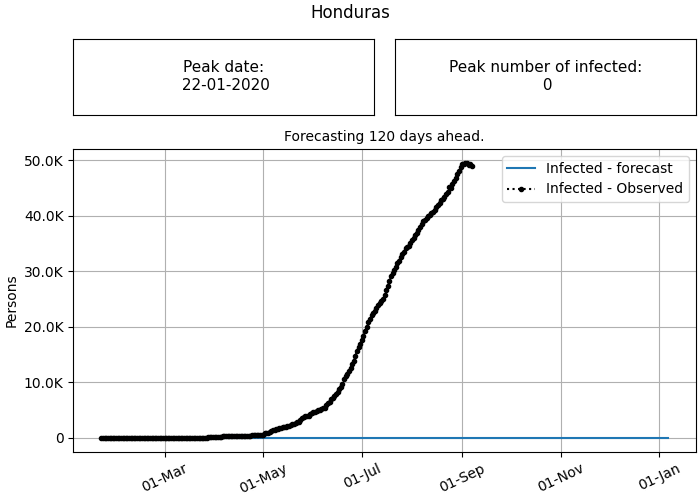 Honduras
Peak date:
22-01-2020
Peak number of infected:
0
Forecasting 120 days ahead.
Infected - forecast
Infected - Observed
Persons
50.0K
40.0K
30.0K
20.0K
10.0K
0
01-Mar
01-May
01-Jul
01-Sep
01-Nov
01-Jan